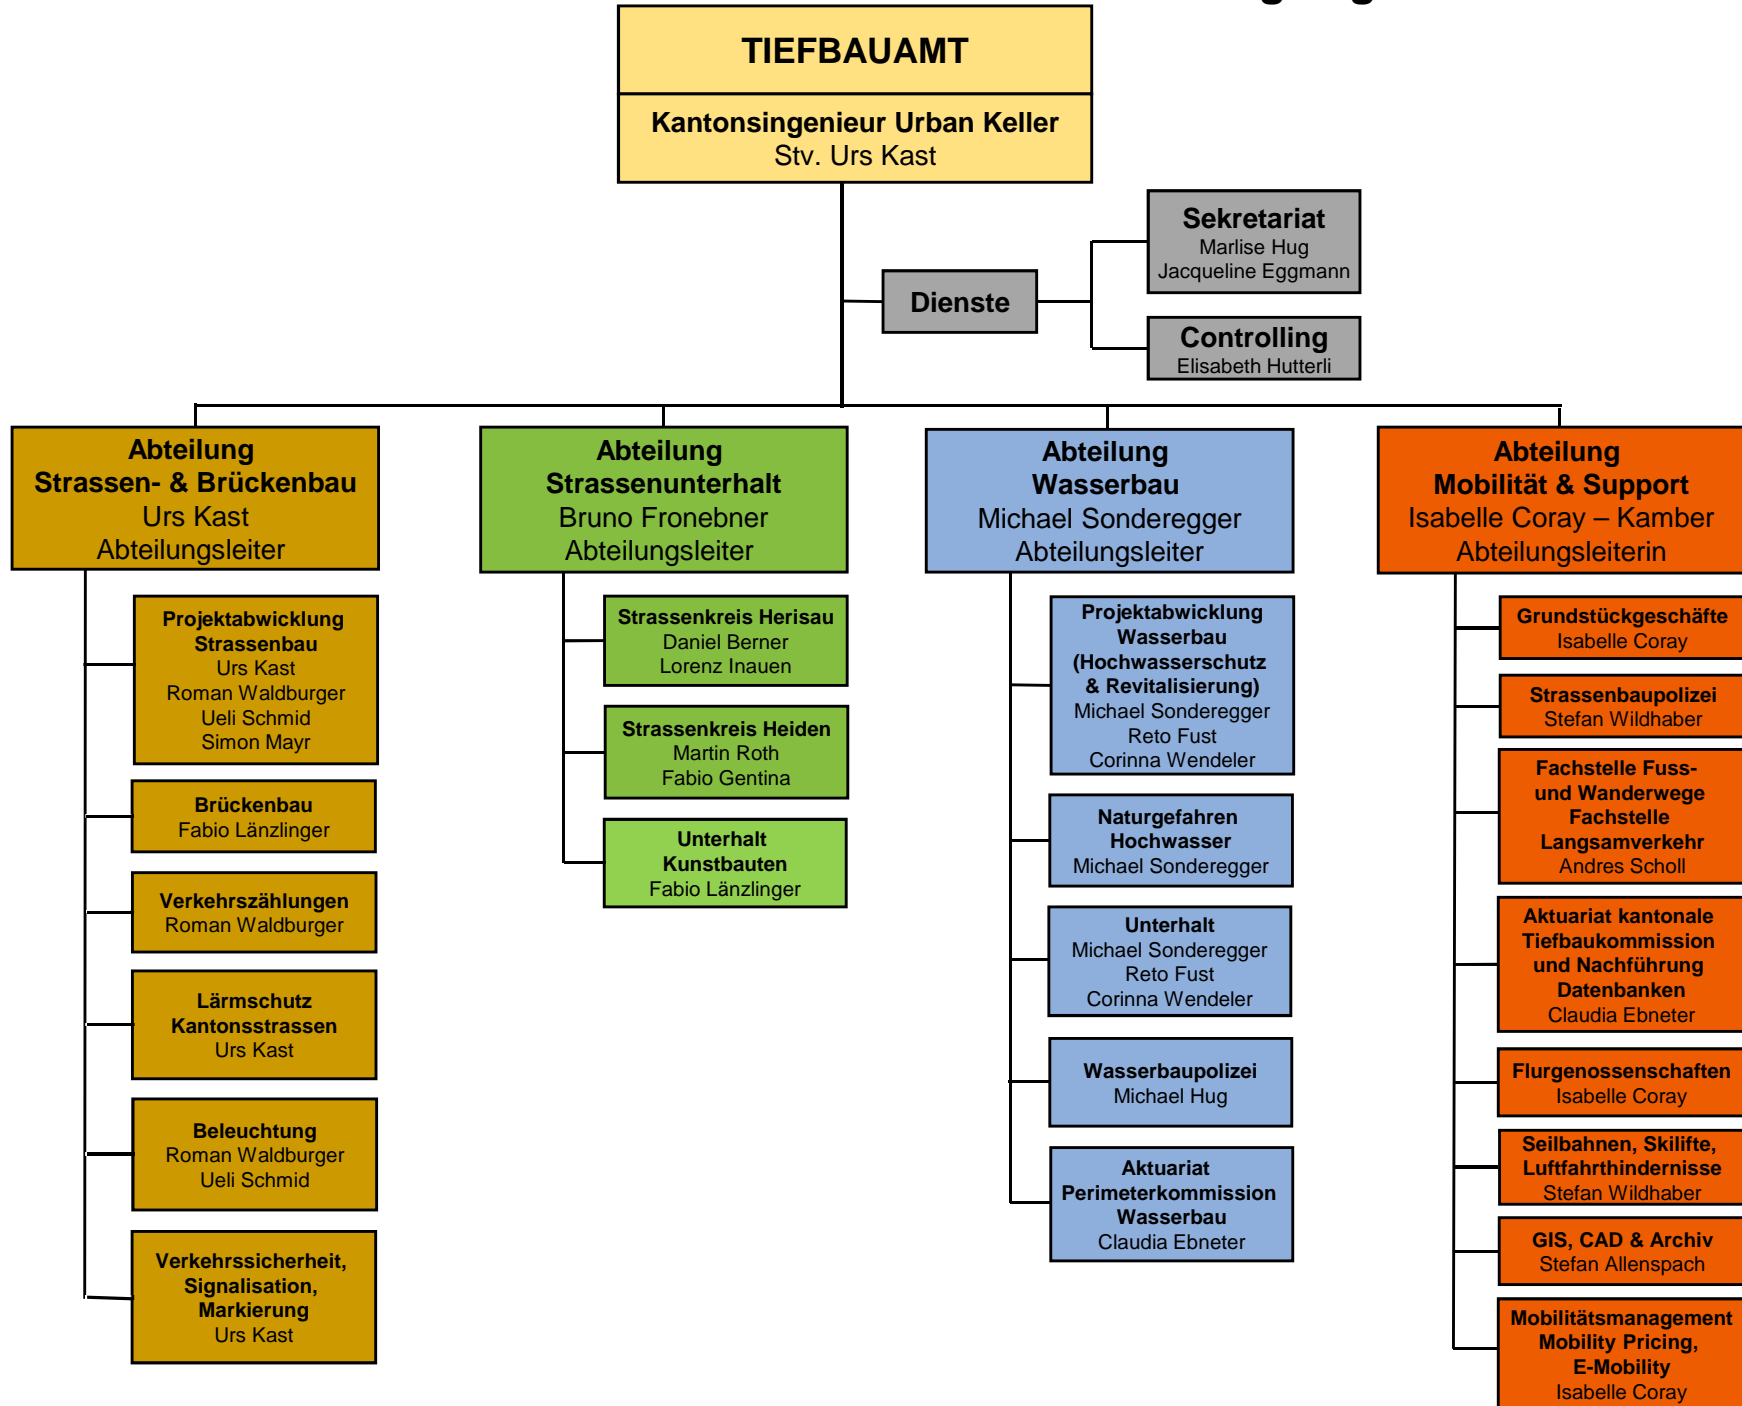 TIEFBAUAMT
Kantonsingenieur Urban Keller
Stv. Urs Kast
Sekretariat
Marlise Hug
Jacqueline Eggmann
Dienste
Controlling
Elisabeth Hutterli
Abteilung
Strassen- & Brückenbau
Urs Kast
Abteilungsleiter
Projektabwicklung
Strassenbau
Urs Kast
Roman Waldburger
Ueli Schmid
Simon Mayr
Brückenbau
Fabio Länzlinger
Verkehrszählungen
Roman Waldburger
Lärmschutz
Kantonsstrassen
Urs Kast
Beleuchtung
Roman Waldburger
Ueli Schmid
Verkehrssicherheit,
Signalisation,
Markierung
Urs Kast
Abteilung
Strassenunterhalt
Bruno Fronebner
Abteilungsleiter
Strassenkreis Herisau
Daniel Berner
Lorenz Inauen
Strassenkreis Heiden
Martin Roth
Fabio Gentina
Unterhalt
Kunstbauten
Fabio Länzlinger
Abteilung
Wasserbau
Michael Sonderegger
Abteilungsleiter
Projektabwicklung
Wasserbau
(Hochwasserschutz
& Revitalisierung)
Michael Sonderegger
Reto Fust
Corinna Wendeler
Naturgefahren
Hochwasser
Michael Sonderegger
Unterhalt
Michael Sonderegger
Reto Fust
Corinna Wendeler
Wasserbaupolizei
Michael Hug
Aktuariat
Perimeterkommission
Wasserbau
Claudia Ebneter
Abteilung
Mobilität & Support
Isabelle Coray – Kamber
Abteilungsleiterin
Grundstückgeschäfte
Isabelle Coray
Strassenbaupolizei
Stefan Wildhaber
Fachstelle Fuss-
und Wanderwege
Fachstelle
Langsamverkehr
Andres Scholl
Aktuariat kantonale
Tiefbaukommission
und Nachführung
Datenbanken
Claudia Ebneter
Flurgenossenschaften
Isabelle Coray
Seilbahnen, Skilifte,
Luftfahrthindernisse
Stefan Wildhaber
GIS, CAD & Archiv
Stefan Allenspach
Mobilitätsmanagement
Mobility Pricing,
E-Mobility
Isabelle Coray